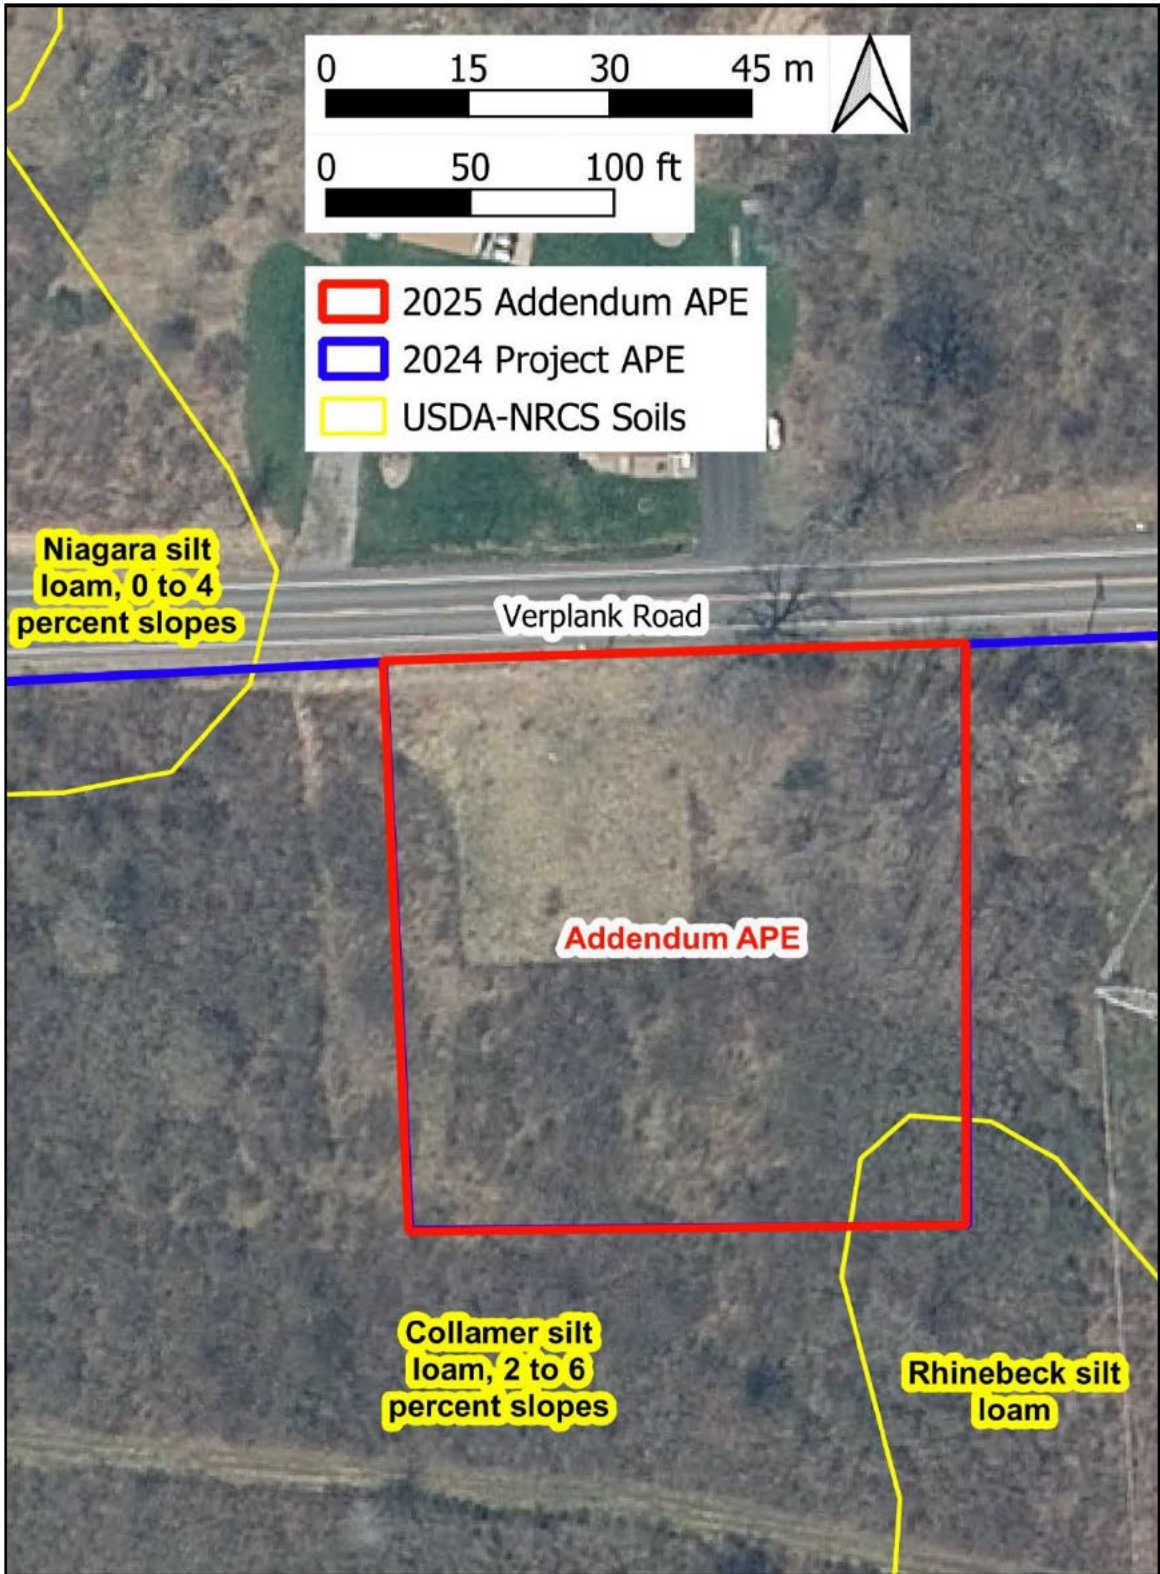 0 15 30 45 m
0 50 100 ft
2025 Addendum APE
2024 Project APE
USDA-NRCS Soils
Niagara silt
loam, 0 to 4
percent slopes
Verplank Road
Addendum APE
Collamer silt
loam, 2 to 6
percent slopes
Rhinebeck silt
loam